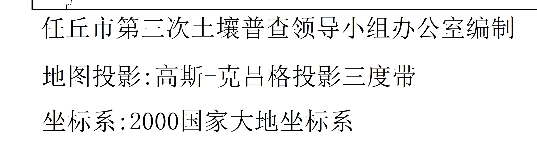 任丘市第三次土壤普查领导小组办公室编制
地图投影:高斯-克吕格投影三度带
坐标系:2000国家大地坐标系